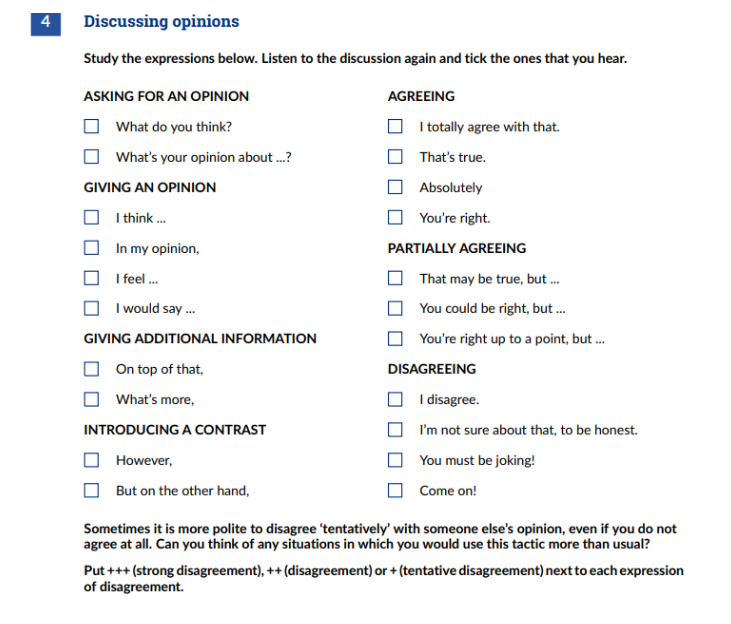 4 Discussing opinions
Study the expressions below. Listen to the discussion again and tick the ones that you hear.
ASKING FOR AN OPINION
What do you think?
What's your opinion about ...?
GIVING AN OPINION
I think ...
In my opinion,
I feel ...
I would say ...
GIVING ADDITIONAL INFORMATION
On top of that,
What's more,
INTRODUCING A CONTRAST
However,
But on the other hand,
AGREEING
I totally agree with that.
That's true.
Absolutely
You're right.
PARTIALLY AGREEING
That may be true, but ...
You could be right, but ...
You're right up to a point, but ...
DISAGREEING
I disagree.
I'm not sure about that, to be honest.
You must be joking!
Come on!
Sometimes it is more polite to disagree 'tentatively' with someone else's opinion, even if you do not
agree at all. Can you think of any situations in which you would use this tactic more than usual?
Put +++ (strong disagreement), ++ (disagreement) or + (tentative disagreement) next to each expression
of disagreement.